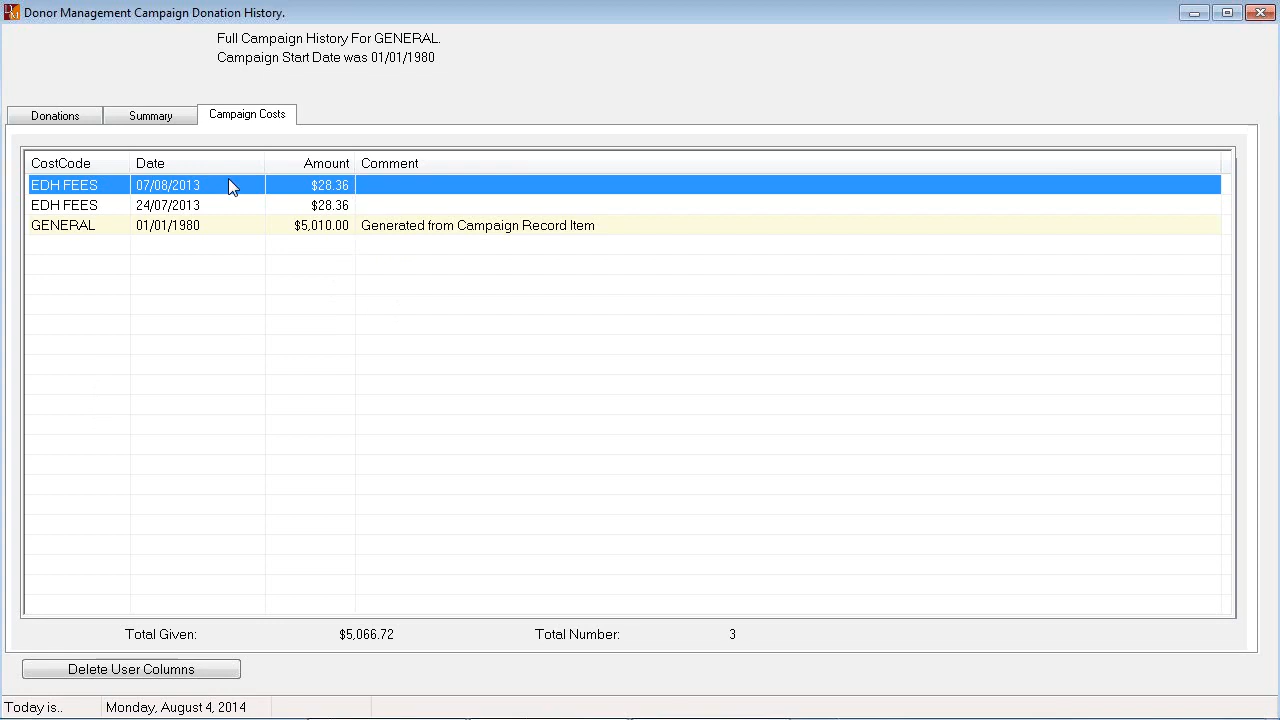 Donor Management Campaign Donation History.
Full Campaign History For GENERAL.
Campaign Start Date was 01/01/1980
Donations Summary Campaign Costs
CostCode Date Amount Comment
EDH FEES 07/08/2013 $28.36
EDH FEES 24/07/2013 $28.36
GENERAL 01/01/1980 $5,010.00 Generated from Campaign Record Item
Total Given: $5,066.72 Total Number: 3
Delete User Columns
Today is.. Monday, August 4, 2014